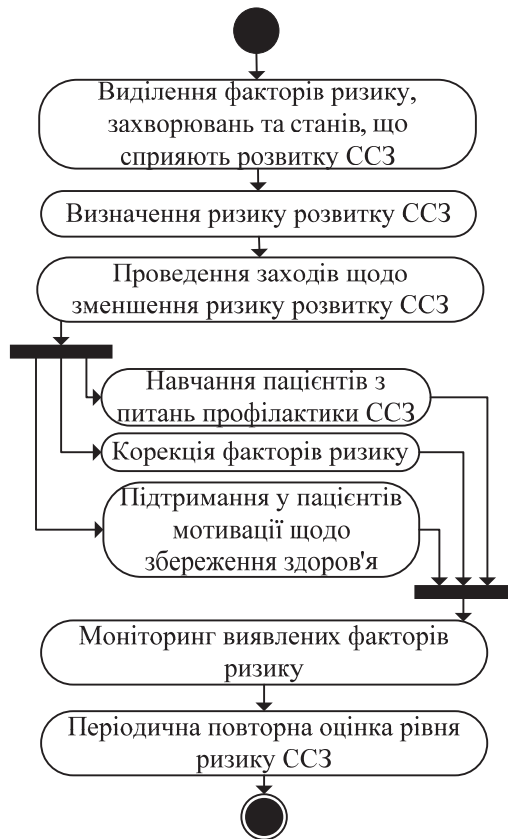 Виділення факторів ризику,
захворювань та станів, що
сприяють розвитку ССЗ
Визначення ризику розвитку ССЗ
Проведення заходів щодо
зменшення ризику розвитку ССЗ
Навчання пацієнтів з
питань профілактики ССЗ
Корекція факторів ризику
Підтримання у пацієнтів
мотивації щодо
збереження здоров'я
Моніторинг виявлених факторів
ризику
Періодична повторна оцінка рівня
ризику ССЗ